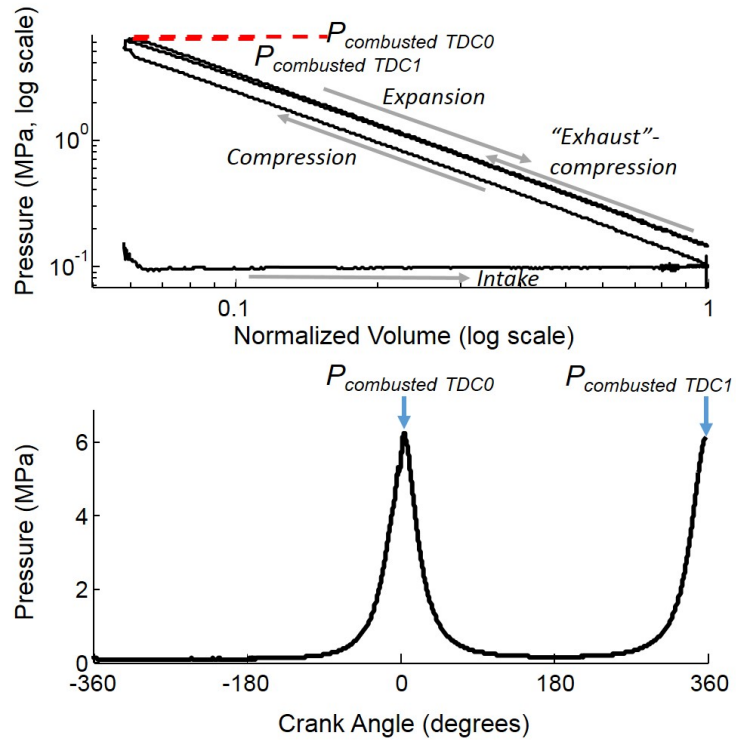 P combusted TDC0
P combusted TDC1
Expansion
"Exhaust"-
compression
Compression
Intake
10⁰
10⁻¹
Pressure (MPa, log scale)
0.1
1
Normalized Volume (log scale)
P combusted TDC0
P combusted TDC1
6
4
2
0
Pressure (MPa)
-360
-180
0
180
360
Crank Angle (degrees)